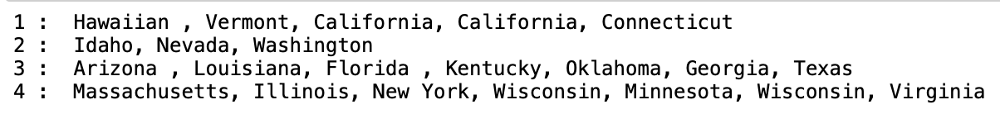 1 :  Hawaiian , Vermont, California, California, Connecticut
2 :  Idaho, Nevada, Washington
3 :  Arizona , Louisiana, Florida , Kentucky, Oklahoma, Georgia, Texas
4 :  Massachusetts, Illinois, New York, Wisconsin, Minnesota, Wisconsin, Virginia